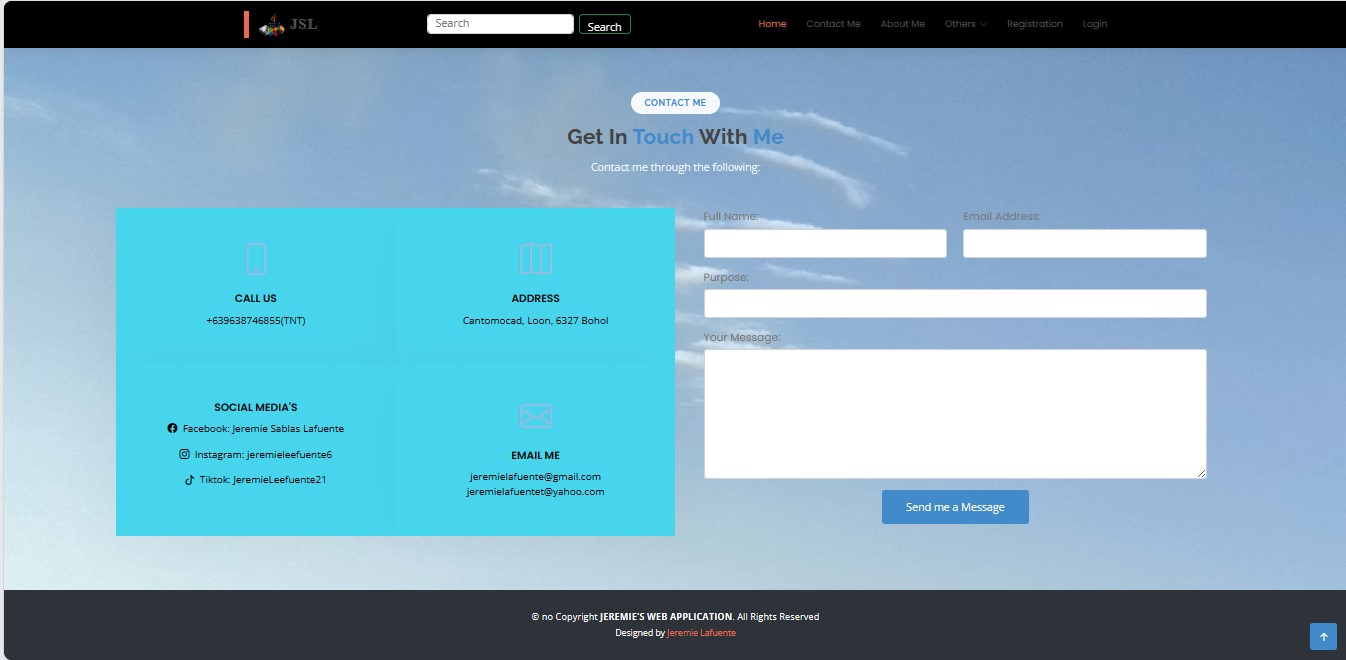 JSL
Search
Search
Home
Contact Me
About Me
Others
Registration
Login
CONTACT ME
Get In Touch With Me
Contact me through the following:
CALL US
+639638746855(TNT)
ADDRESS
Cantomocad, Loon, 6327 Bohol
SOCIAL MEDIA'S
Facebook: Jeremie Sablas Lafuente
Instagram: jeremieleefuente6
Tiktok: JeremieLeefuente21
EMAIL ME
jeremielafuente@gmail.com
jeremielafuentet@yahoo.com
Full Name:
Email Address:
Purpose:
Your Message:
Send me a Message
© no Copyright JEREMIE'S WEB APPLICATION. All Rights Reserved
Designed by Jeremie Lafuente